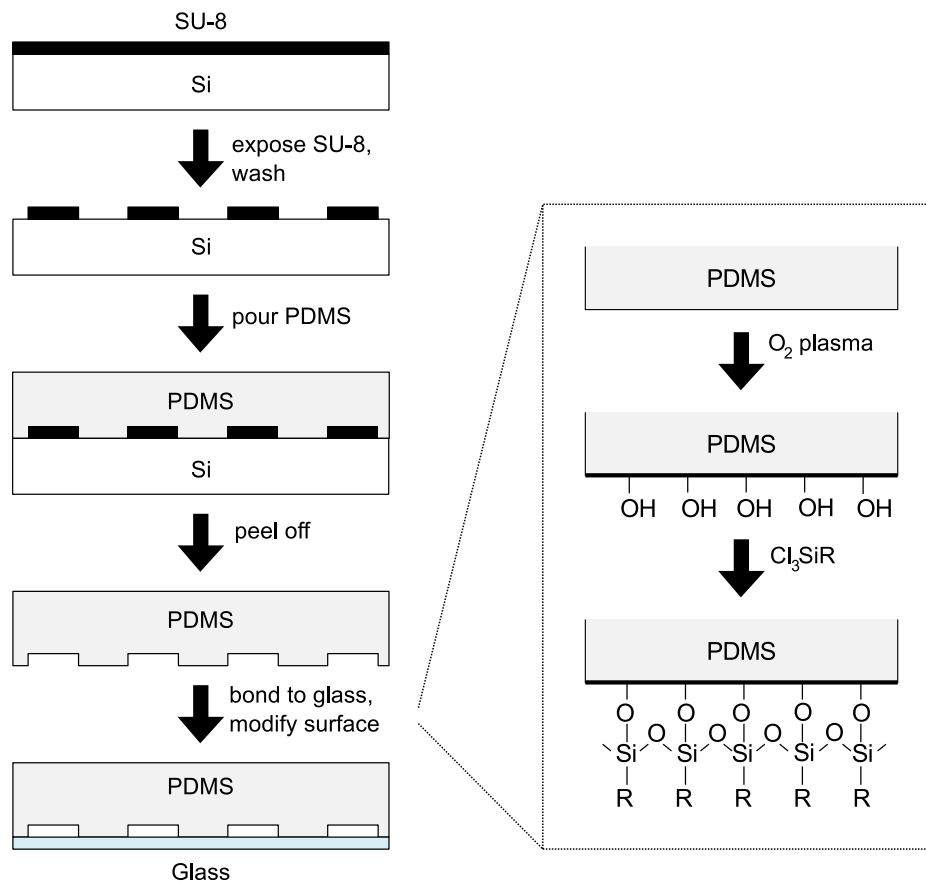 SU-8
Si
expose SU-8,
wash
Si
pour PDMS
PDMS
Si
peel off
PDMS
bond to glass,
modify surface
PDMS
Glass
PDMS
O₂ plasma
PDMS
OH OH OH OH OH
Cl₃SiR
PDMS
O O O O O
O O O O
Si Si Si Si Si
R R R R R